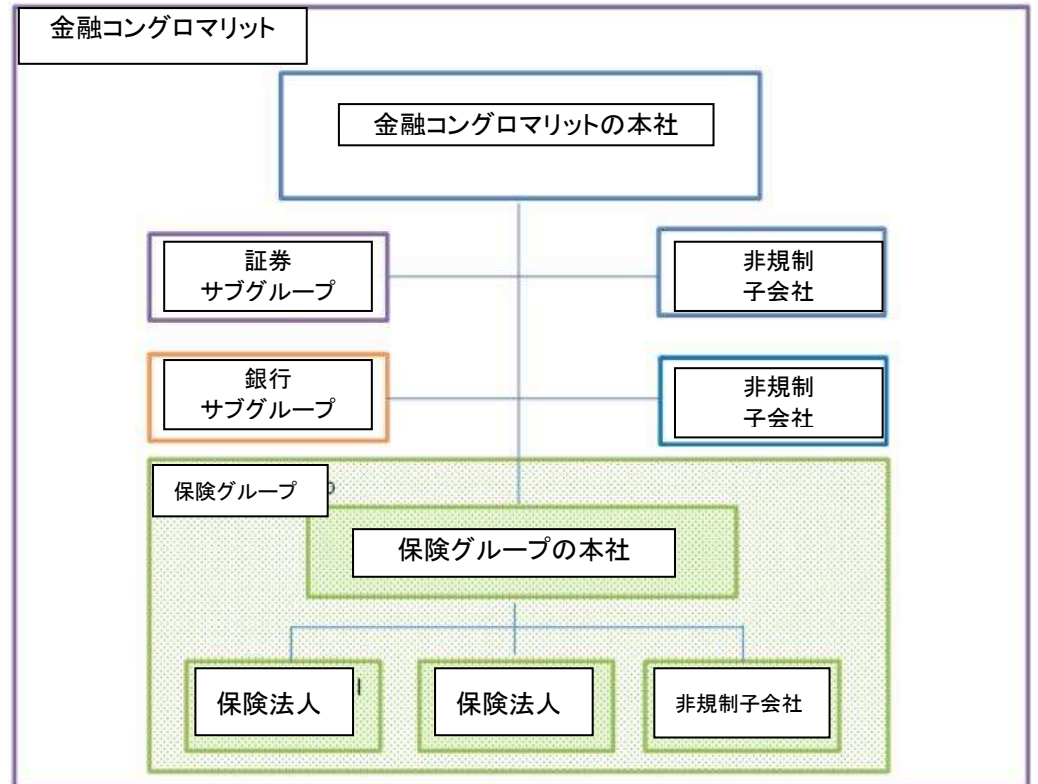 金融コングロマリット
金融コングロマリットの本社
証券
サブグループ
非規制
子会社
銀行
サブグループ
非規制
子会社
保険グループ
保険グループの本社
保険法人
保険法人
非規制子会社